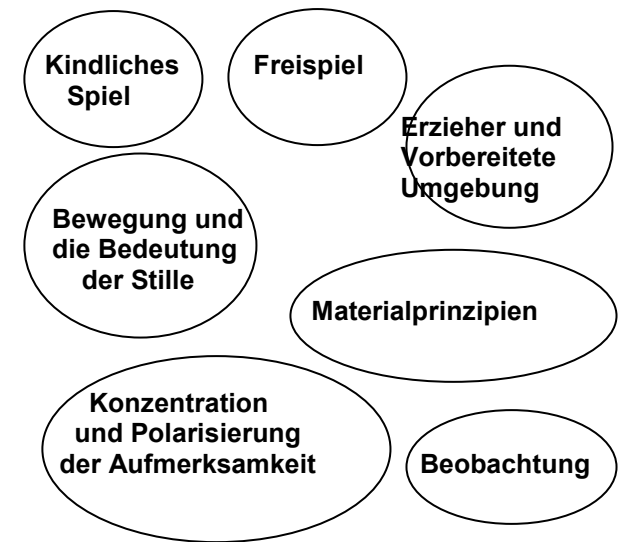 Kindliches
Spiel
Freispiel
Erzieher und
Vorbereitete
Umgebung
Bewegung und
die Bedeutung
der Stille
Materialprinzipien
Konzentration
und Polarisierung
der Aufmerksamkeit
Beobachtung